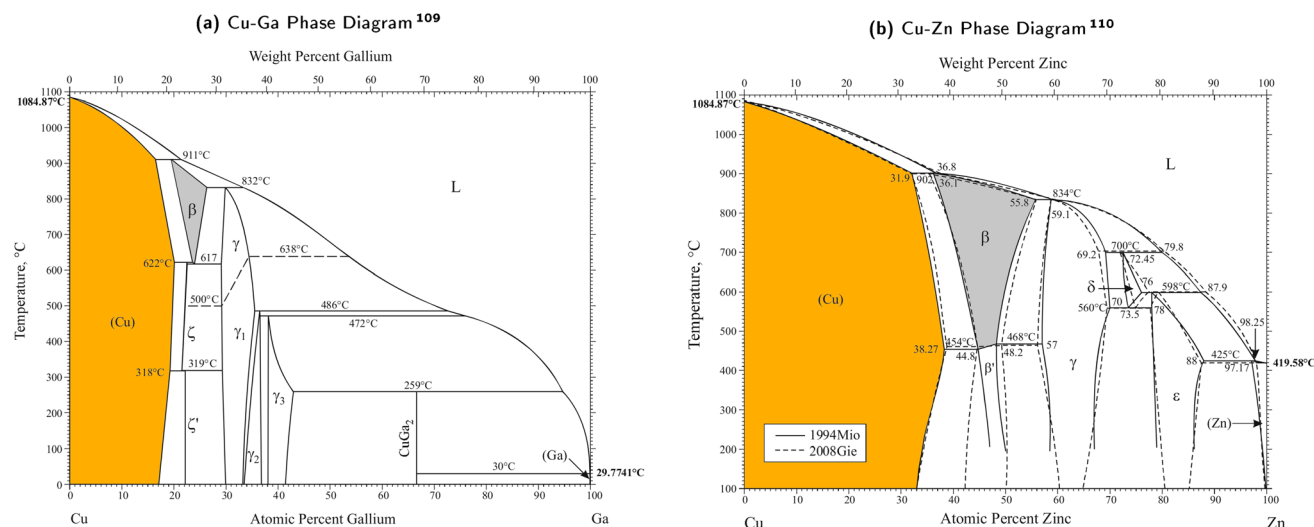 (a) Cu-Ga Phase Diagram 109
Weight Percent Gallium
0 10 20 30 40 50 60 70 80 90 100
1084.87°C
1100
1000
900
800
700
600
500
400
300
200
100
0
Temperature, °C
911°C
832°C
L
β
γ
638°C
622°C
617
500°C
(Cu)
486°C
472°C
ζ
γ1
319°C
318°C
259°C
γ3
ζ'
CuGa2
γ2
(Ga)
30°C
29.7741°C
0 10 20 30 40 50 60 70 80 90 100
Cu
Atomic Percent Gallium
Ga
(b) Cu-Zn Phase Diagram 110
Weight Percent Zinc
0 10 20 30 40 50 60 70 80 90 100
1084.87°C
1100
1000
900
800
700
600
500
400
300
200
100
Temperature, °C
L
36.8
31.9
902
36.1
834°C
55.8
59.1
β
700°C
79.8
69.2
72.45
76
δ
598°C
87.9
(Cu)
560°C
70
73.5
78
98.25
454°C
468°C
38.27
44.8
48.2
57
425°C
88
97.17
419.58°C
β'
γ
ε
(Zn)
1994Mio
2008Gie
0 10 20 30 40 50 60 70 80 90 100
Cu
Atomic Percent Zinc
Zn